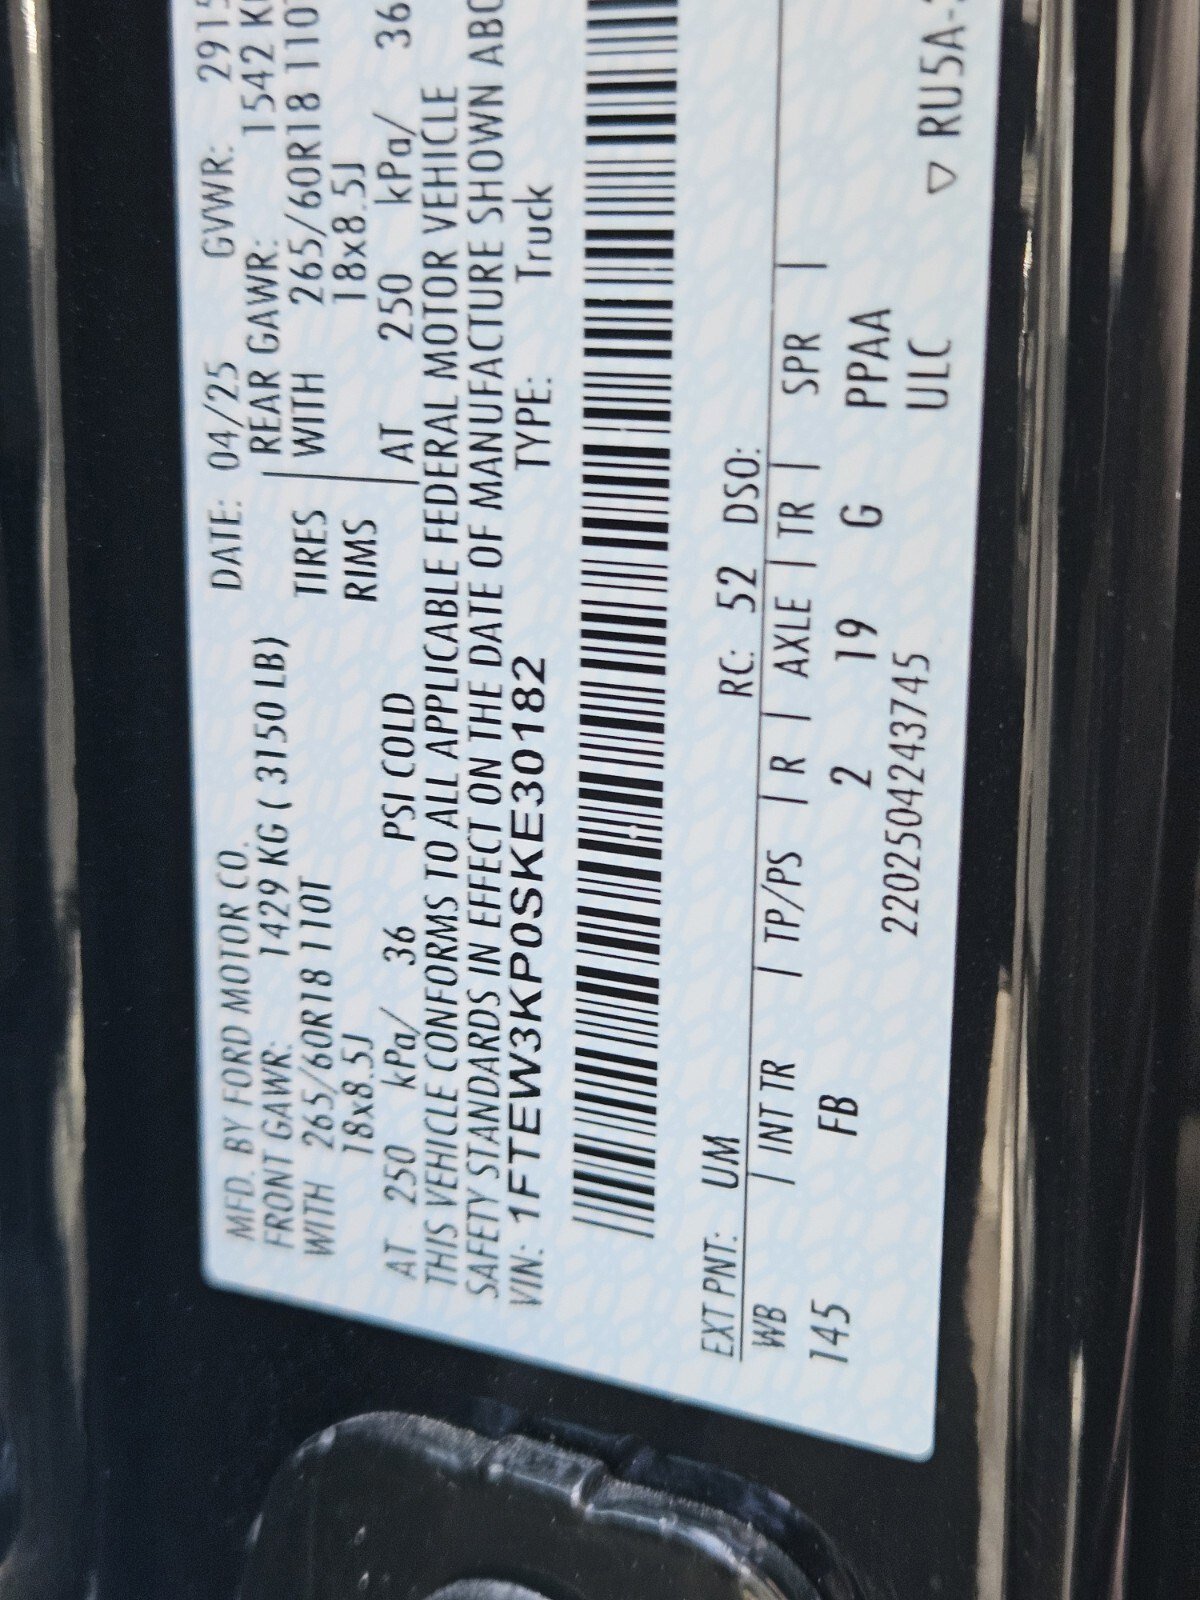 MFD. BY FORD MOTOR CO. DATE: 04/25 GVWR: 2915
FRONT GAWR: 1429 KG ( 3150 LB) REAR GAWR: 1542
WITH 265/60R18 110T TIRES WITH 265/60R18 110T
18x8.5J RIMS 18x8.5J
AT 250 kPa/ 36 PSI COLD AT 250 kPa/ 36
THIS VEHICLE CONFORMS TO ALL APPLICABLE FEDERAL MOTOR VEHICLE
SAFETY STANDARDS IN EFFECT ON THE DATE OF MANUFACTURE SHOWN ABO
VIN: 1FTEW3KP0SKE30182 TYPE: Truck
EXT PNT: UM RC: 52 DSO:
WB | INT TR | TP/PS | R | AXLE | TR | SPR |
145 FB 2 19 G PPAA
220250424374​5 ULC ▽ RU5A-